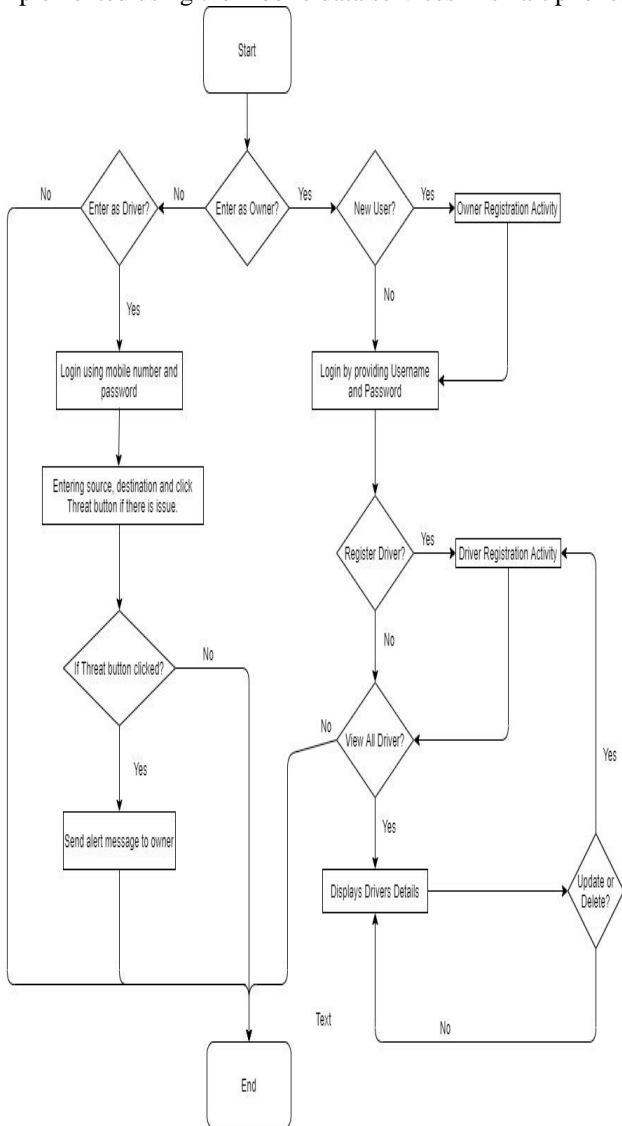 Start
No
Enter as Driver?
No
Enter as Owner?
Yes
New User?
Yes
Owner Registration Activity
Yes
No
Login using mobile number and
password
Login by providing Username
and Password
Entering source, destination and click
Threat button if there is issue.
Register Driver?
Yes
Driver Registration Activity
No
If Threat button clicked?
No
No
View All Driver?
Yes
Yes
Yes
Send alert message to owner
Displays Drivers Details
Update or
Delete?
Text
No
End